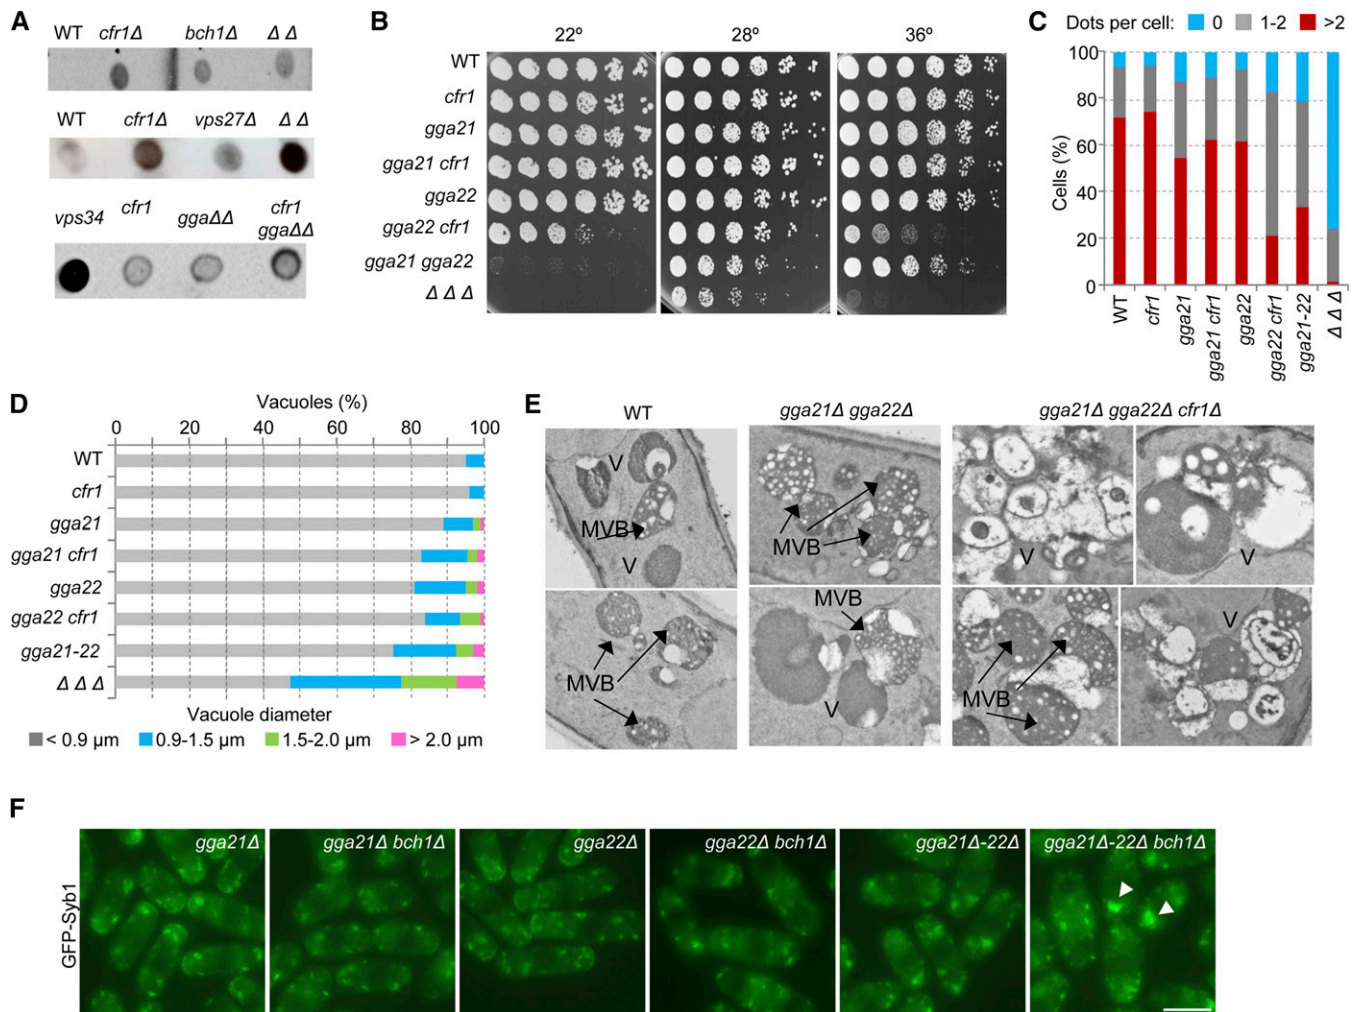 A
WT cfr1Δ bch1Δ Δ Δ
WT cfr1Δ vps27Δ Δ Δ
vps34 cfr1 ggaΔΔ cfr1 ggaΔΔ
B
22º 28º 36º
WT
cfr1
gga21
gga21 cfr1
gga22
gga22 cfr1
gga21 gga22
Δ Δ Δ
C
Dots per cell: 0 1-2 >2
Cells (%)
100
80
60
40
20
0
WT
cfr1
gga21
gga21 cfr1
gga22
gga22 cfr1
gga21-22
Δ Δ Δ
D
Vacuoles (%)
0 20 40 60 80 100
WT
cfr1
gga21
gga21 cfr1
gga22
gga22 cfr1
gga21-22
Δ Δ Δ
Vacuole diameter
< 0.9 µm 0.9-1.5 µm 1.5-2.0 µm > 2.0 µm
E
WT gga21Δ gga22Δ gga21Δ gga22Δ cfr1Δ
V
MVB
V
MVB
V
V
MVB
MVB
V
MVB
V
F
GFP-Syb1
gga21Δ gga21Δ bch1Δ gga22Δ gga22Δ bch1Δ gga21Δ-22Δ gga21Δ-22Δ bch1Δ